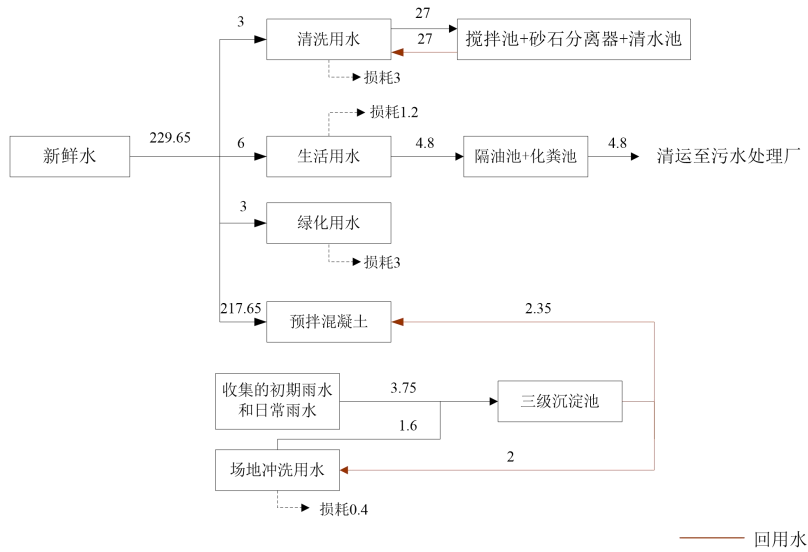 27
3
清洗用水
27
搅拌池+砂石分离器+清水池
损耗3
损耗1.2
229.65
新鲜水
6
生活用水
4.8
隔油池+化粪池
4.8
清运至污水处理厂
3
绿化用水
损耗3
217.65
预拌混凝土
2.35
收集的初期雨水
和日常雨水
3.75
三级沉淀池
1.6
场地冲洗用水
2
损耗0.4
回用水